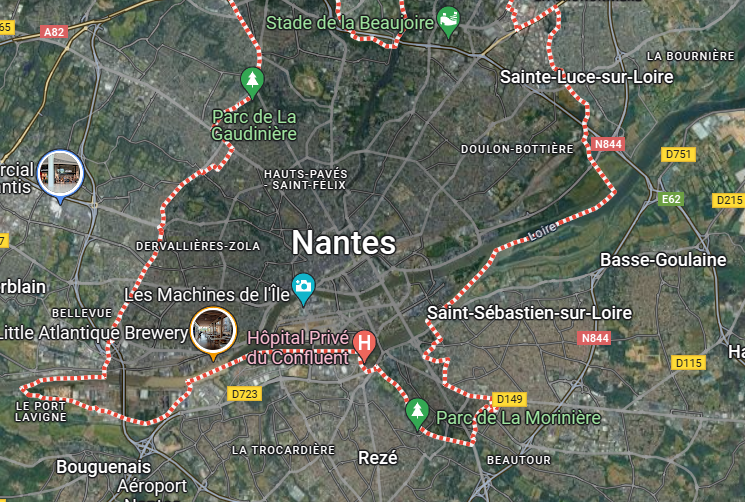 65
A82
Stade de la Beaujoire
LA BOURNIÈRE
Sainte-Luce-sur-Loire
Parc de La
Gaudinière
DOULON-BOTTIÈRE
N844
D751
rcial
ntis
HAUTS-PAVÉS
- SAINT-FELIX
E62
D215
7
DERVALLIÈRES-ZOLA
Nantes
Loire
Basse-Goulaine
rblain
Les Machines de l'Île
BELLEVUE
Saint-Sébastien-sur-Loire
Little Atlantique Brewery
Hôpital Privé
du Confluent
N844
Ha
D115
D723
D149
LE PORT
LAVIGNE
Parc de La Morinière
LA TROCARDIÈRE
Rezé
BEAUTOUR
Bouguenais
Aéroport